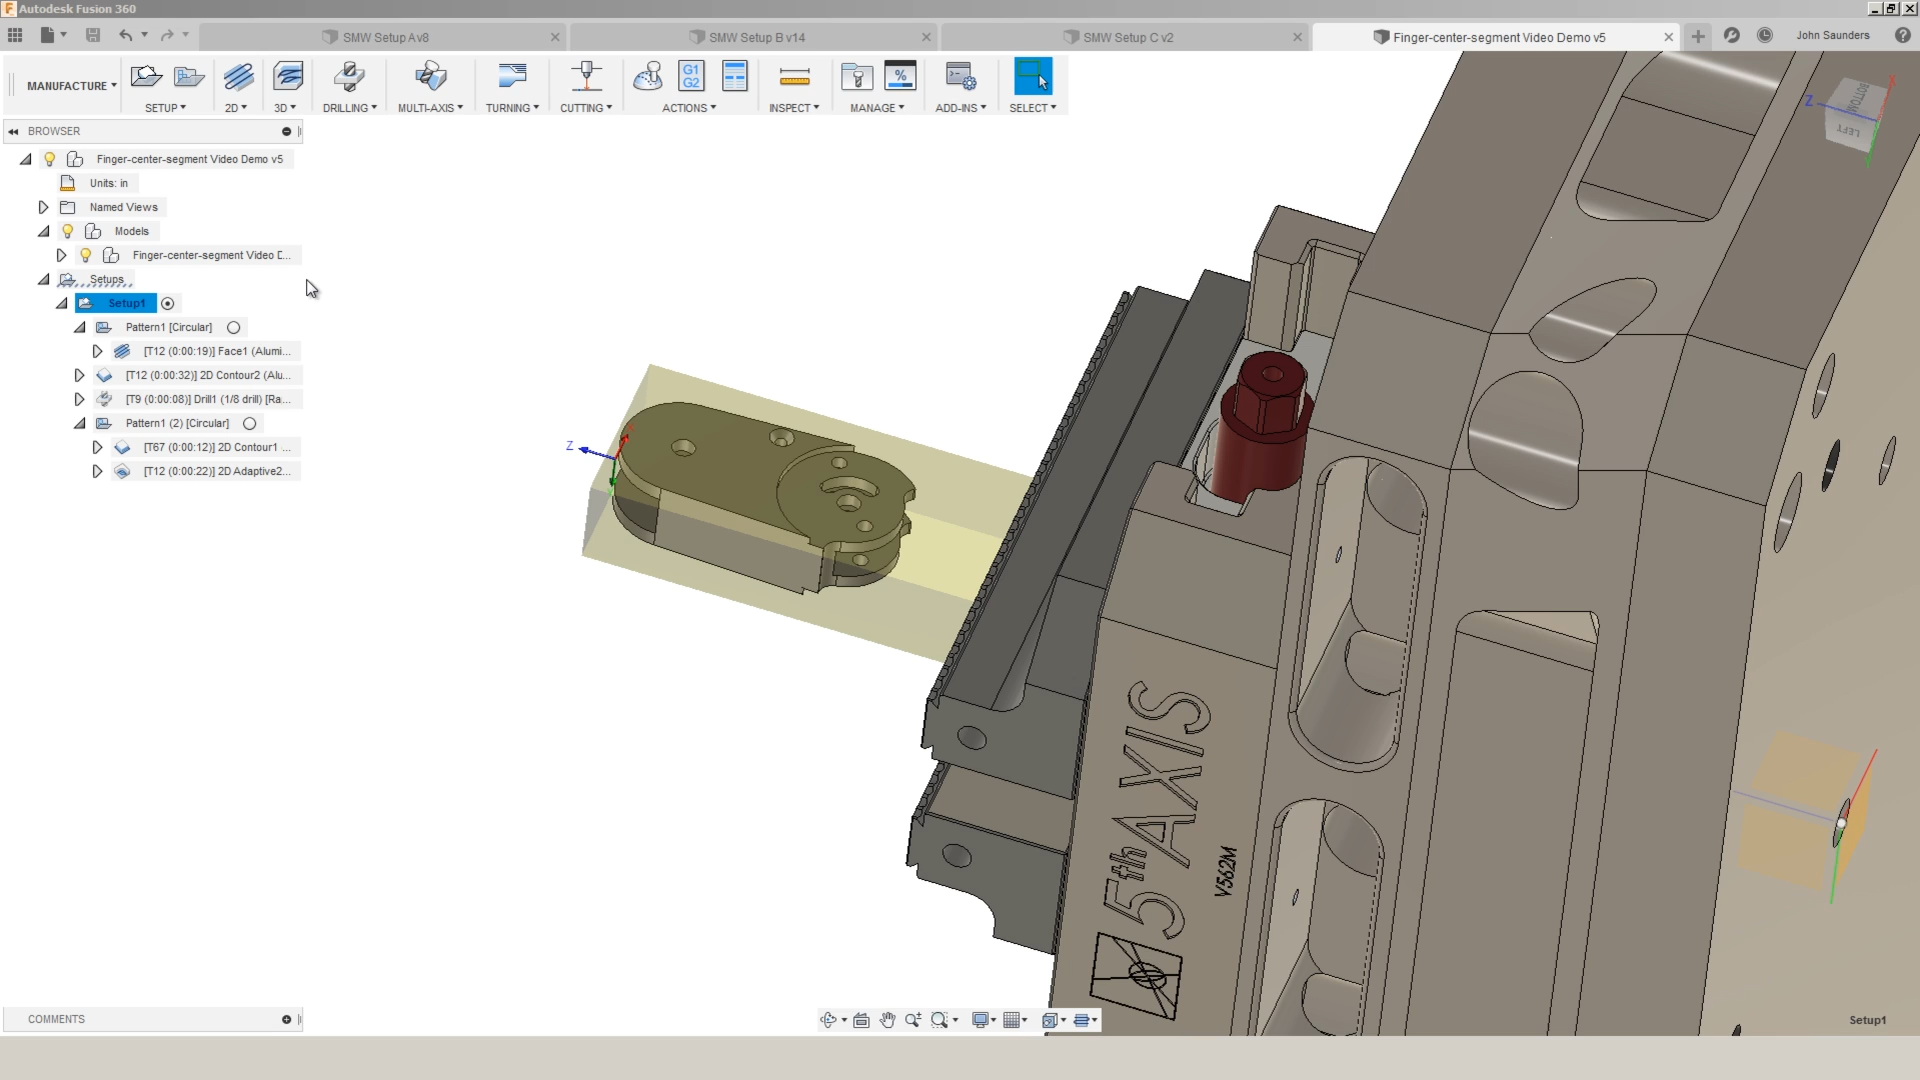 Autodesk Fusion 360
SMW Setup A v8
SMW Setup B v14
SMW Setup C v2
Finger-center-segment Video Demo v5
John Saunders
MANUFACTURE
SETUP
2D
3D
DRILLING
MULTI-AXIS
TURNING
CUTTING
G1
G2
ACTIONS
INSPECT
%
MANAGE
ADD-INS
SELECT
BROWSER
Finger-center-segment Video Demo v5
Units: in
Named Views
Models
Finger-center-segment Video D...
Setups
Setup1
Pattern1 [Circular]
[T12 (0:00:19)] Face1 (Alumi...
[T12 (0:00:32)] 2D Contour2 (Alu...
[T9 (0:00:08)] Drill1 (1/8 drill) [Ra...
Pattern1 (2) [Circular]
[T67 (0:00:12)] 2D Contour1 ...
[T12 (0:00:22)] 2D Adaptive2...
Z
X
Z
BOTTOM
LEFT
5th AXIS
V562M
COMMENTS
Setup1